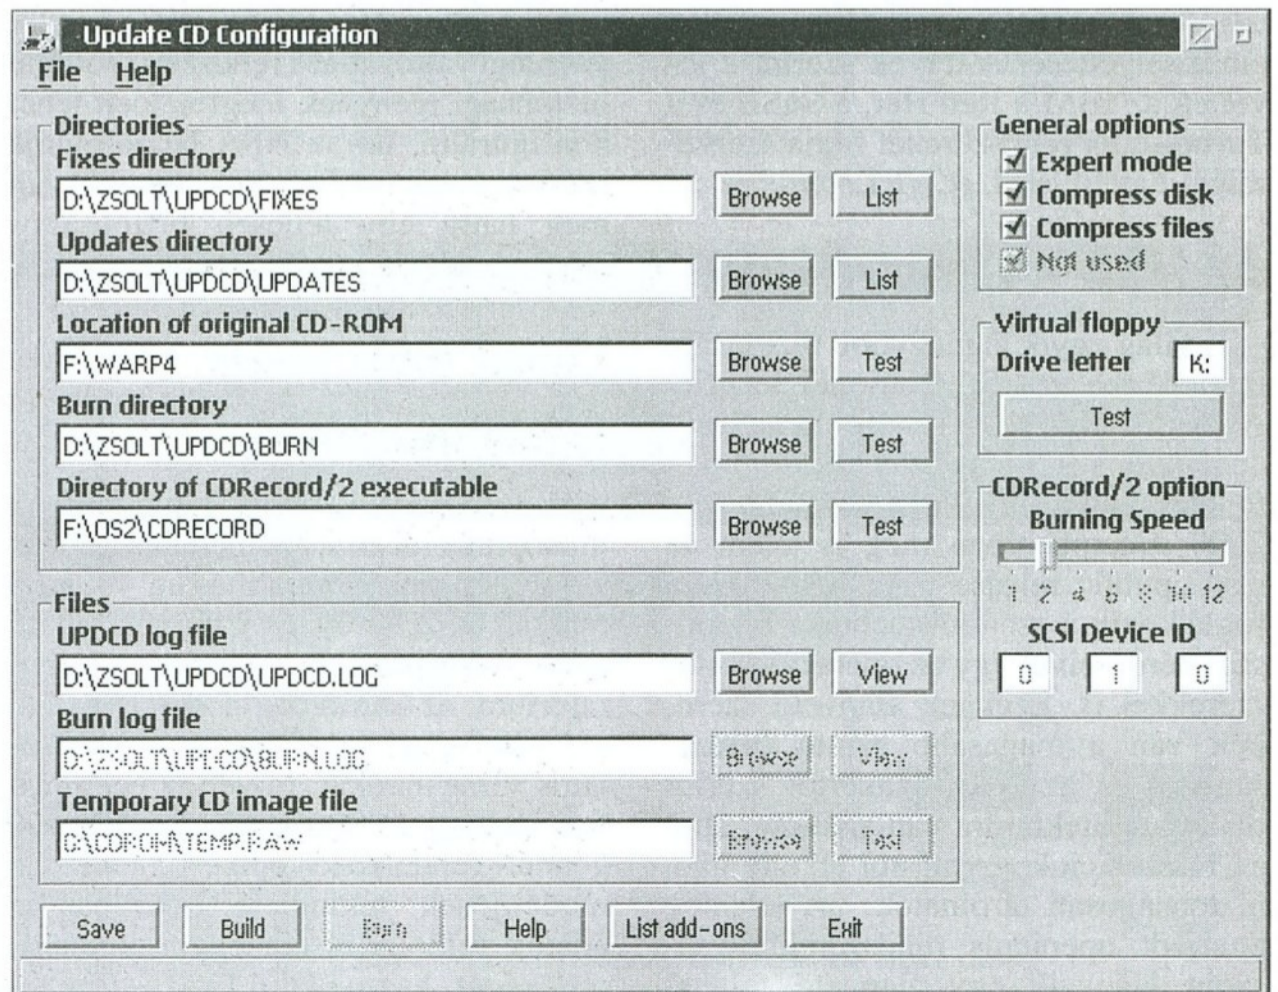 Update CD Configuration
File Help
Directories
Fixes directory
D:\ZSOLT\UPDCD\FIXES Browse List
Updates directory
D:\ZSOLT\UPDCD\UPDATES Browse List
Location of original CD-ROM
F:\WARP4 Browse Test
Burn directory
D:\ZSOLT\UPDCD\BURN Browse Test
Directory of CDRecord/2 executable
F:\OS2\CDRECORD Browse Test
Files
UPDCD log file
D:\ZSOLT\UPDCD\UPDCD.LOG Browse View
Burn log file
D:\ZSOLT\UPDCD\BURN.LOG Browse View
Temporary CD image file
G:\CDROM\TEMP.RAW Browse Test
General options
Expert mode
Compress disk
Compress files
Not used
Virtual floppy
Drive letter K:
Test
CDRecord/2 option
Burning Speed
1 2 4 6 8 10 12
SCSI Device ID
0 1 0
Save Build Burn Help List add-ons Exit